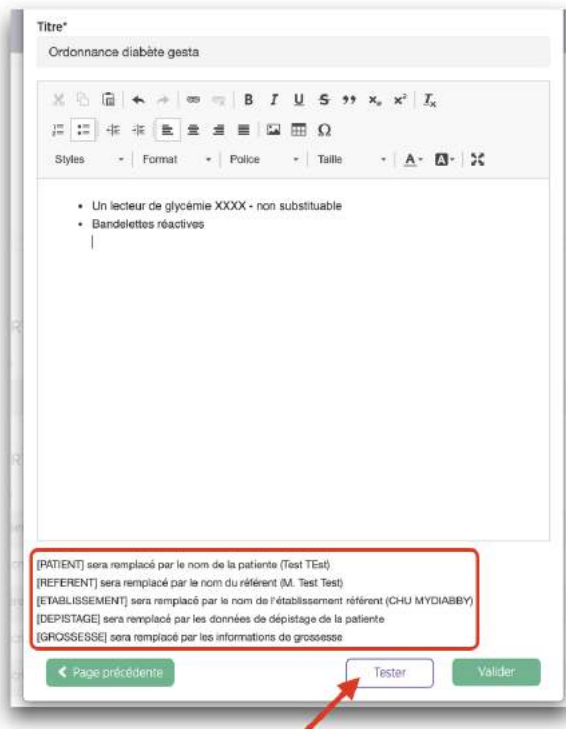 Titre*
Ordonnance diabète gesta
B I U S x₂ x² Tx
Styles Format Police Taille A A
• Un lecteur de glycémie XXXX - non substituable
• Bandelettes réactives
[PATIENT] sera remplacé par le nom de la patiente (Test TEst)
[REFERENT] sera remplacé par le nom du référent (M. Test Test)
[ETABLISSEMENT] sera remplacé par le nom de l'établissement référent (CHU MYDIABBY)
[DEPISTAGE] sera remplacé par les données de dépistage de la patiente
[GROSSESSE] sera remplacé par les informations de grossesse
Page précédente Tester Valider